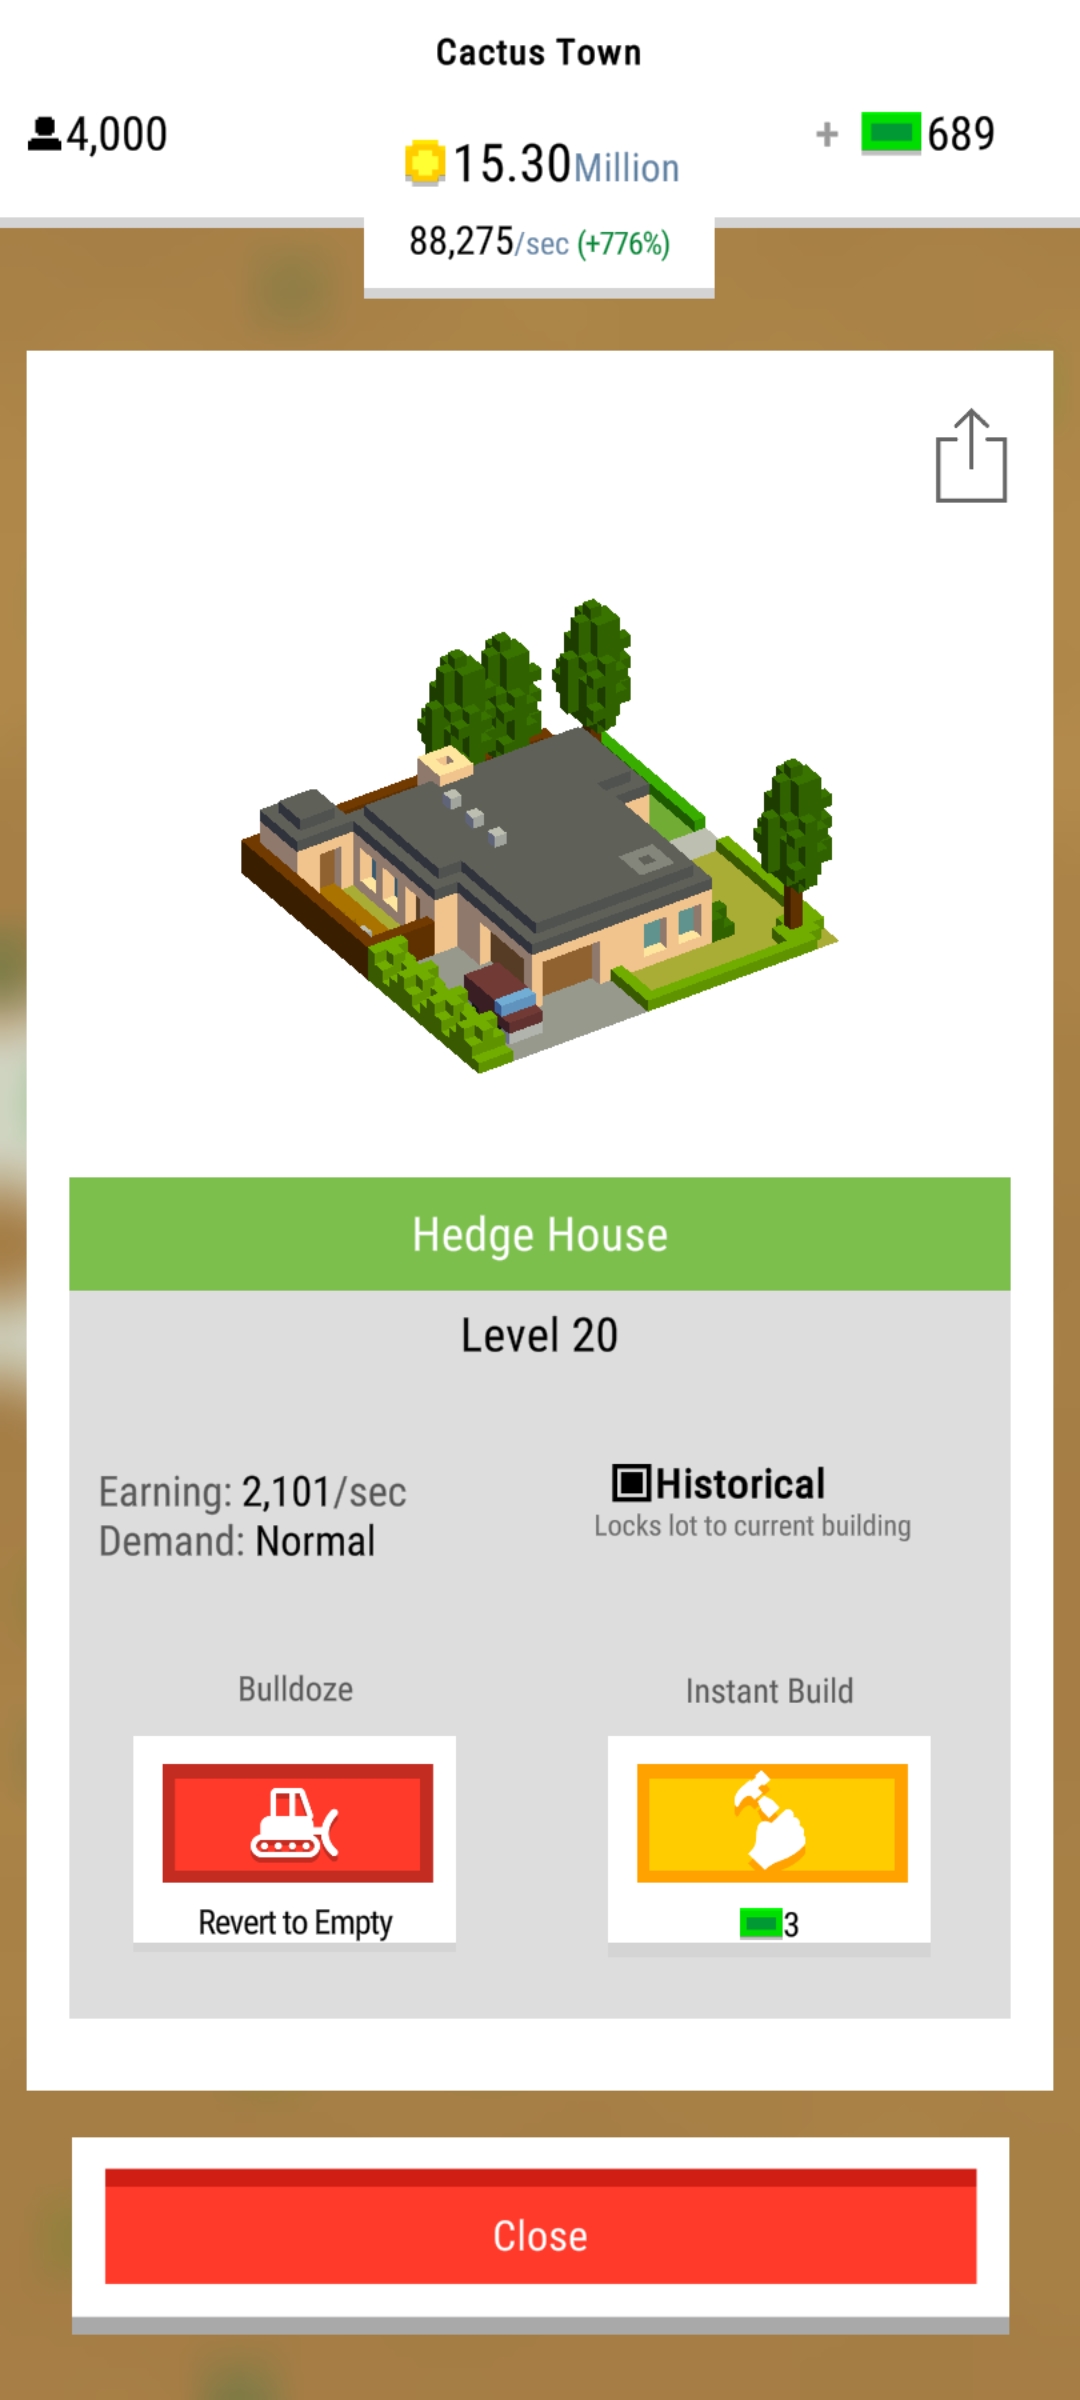 Cactus Town
4,000
15.30Million
+ 689
88,275/sec (+776%)
Hedge House
Level 20
Earning: 2,101/sec
Demand: Normal
Historical
Locks lot to current building
Bulldoze
Instant Build
Revert to Empty
3
Close